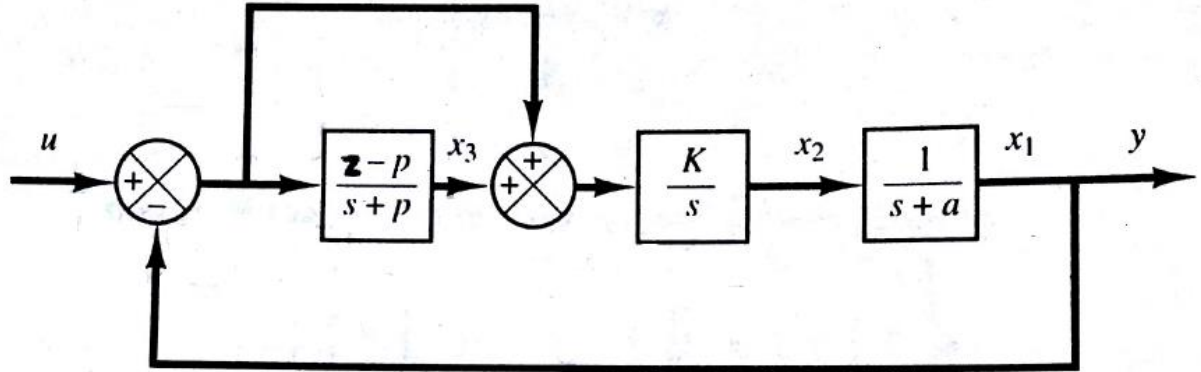 u
+
−
z − p
s + p
x3
+
+
K
s
x2
1
s + a
x1
y